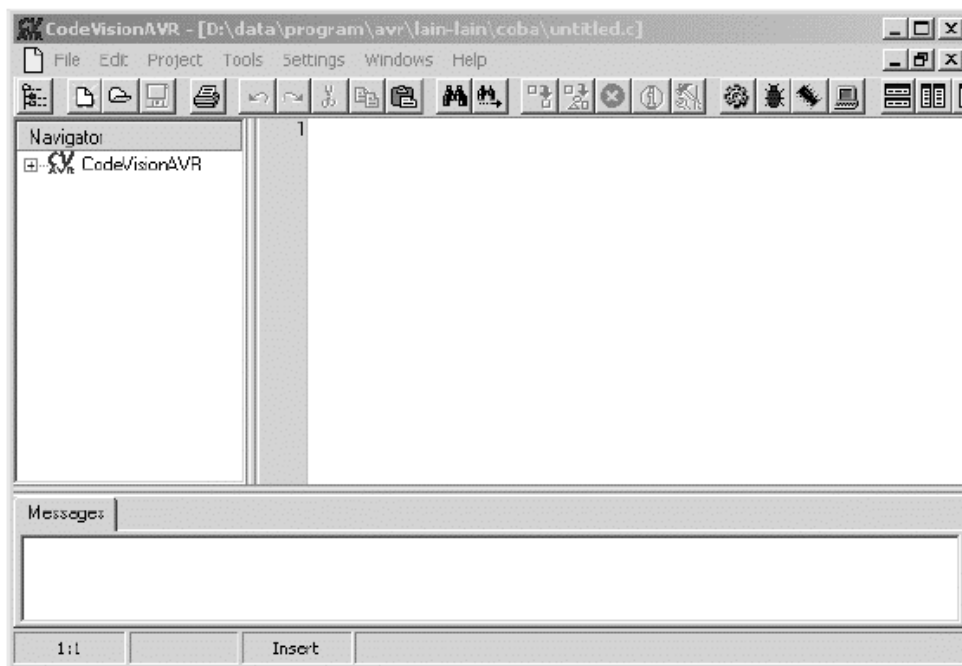 CodeVisionAVR - [D:\data\program\avr\lain-lain\coba\untitled.c]
File Edit Project Tools Settings Windows Help
Navigator
1
CodeVisionAVR
Messages
1:1 Insert